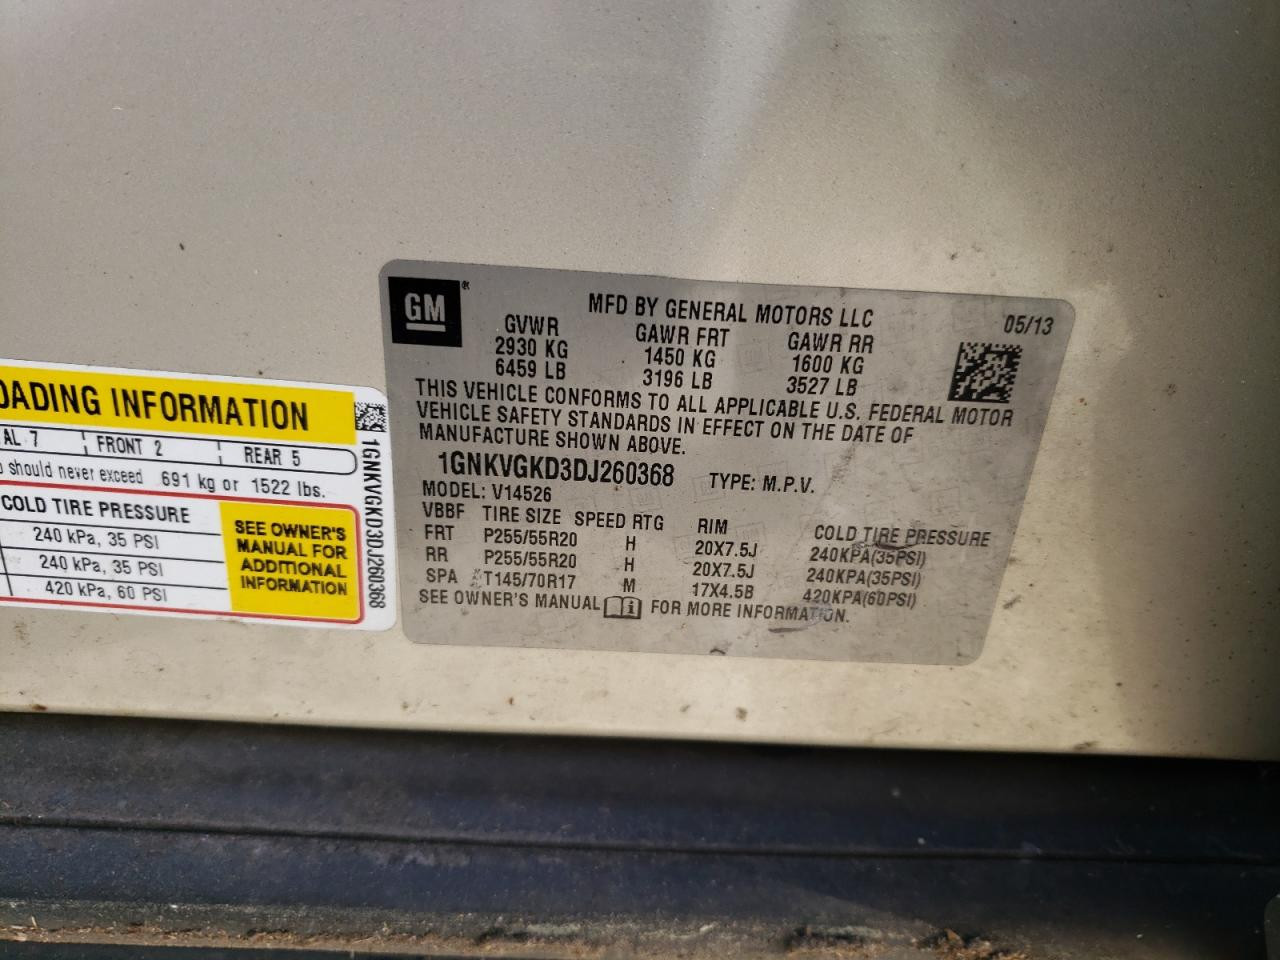 GM®
MFD BY GENERAL MOTORS LLC
05/13
GVWR GAWR FRT GAWR RR
2930 KG 1450 KG 1600 KG
6459 LB 3196 LB 3527 LB
THIS VEHICLE CONFORMS TO ALL APPLICABLE U.S. FEDERAL MOTOR
VEHICLE SAFETY STANDARDS IN EFFECT ON THE DATE OF
MANUFACTURE SHOWN ABOVE.
1GNKVGKD3DJ260368 TYPE: M.P.V.
MODEL: V14526
VBBF TIRE SIZE SPEED RTG RIM COLD TIRE PRESSURE
FRT P255/55R20 H 20X7.5J 240KPA(35PSI)
RR P255/55R20 H 20X7.5J 240KPA(35PSI)
SPA T145/70R17 M 17X4.5B 420KPA(60PSI)
SEE OWNER'S MANUAL FOR MORE INFORMATION.
OADING INFORMATION
AL 7 FRONT 2 REAR 5
should never exceed 691 kg or 1522 lbs.
COLD TIRE PRESSURE
240 kPa, 35 PSI
240 kPa, 35 PSI
420 kPa, 60 PSI
SEE OWNER'S
MANUAL FOR
ADDITIONAL
INFORMATION
1GNKVGKD3DJ260368